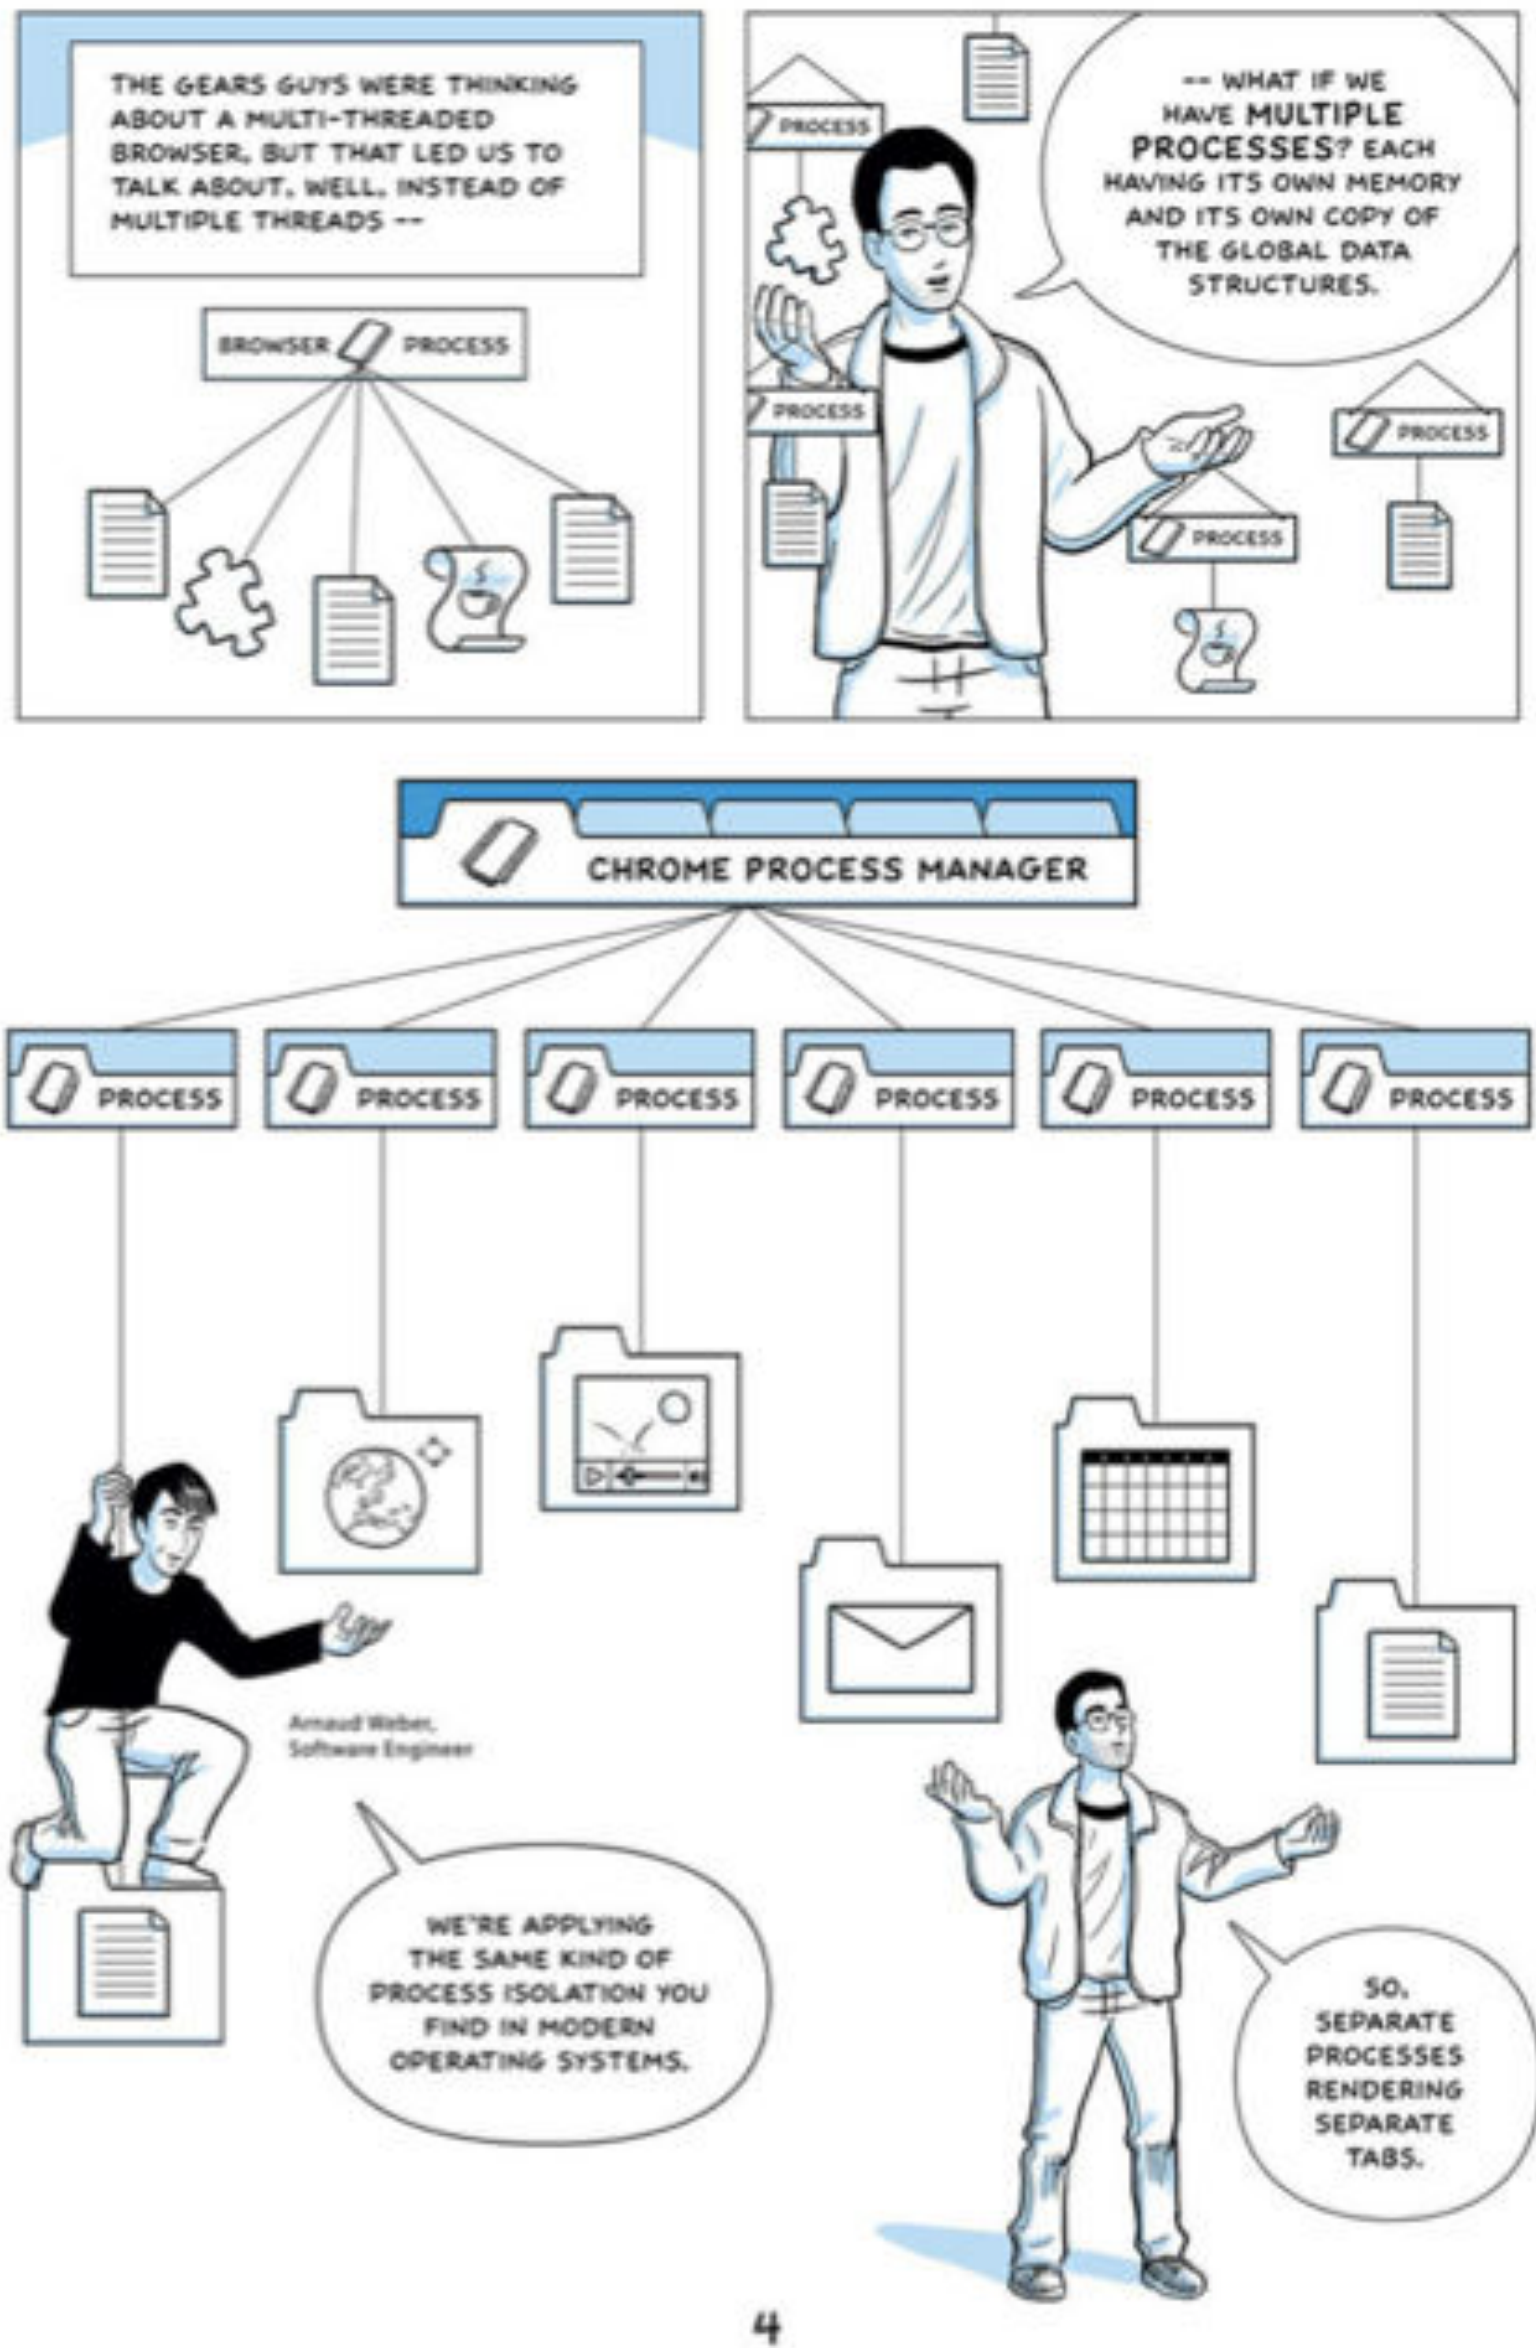 THE GEARS GUYS WERE THINKING
ABOUT A MULTI-THREADED
BROWSER. BUT THAT LED US TO
TALK ABOUT, WELL, INSTEAD OF
MULTIPLE THREADS --
BROWSER PROCESS
-- WHAT IF WE
HAVE MULTIPLE
PROCESSES? EACH
HAVING ITS OWN MEMORY
AND ITS OWN COPY OF
THE GLOBAL DATA
STRUCTURES.
PROCESS
PROCESS
PROCESS
PROCESS
CHROME PROCESS MANAGER
PROCESS
PROCESS
PROCESS
PROCESS
PROCESS
PROCESS
Arnaud Weber,
Software Engineer
WE'RE APPLYING
THE SAME KIND OF
PROCESS ISOLATION YOU
FIND IN MODERN
OPERATING SYSTEMS.
SO,
SEPARATE
PROCESSES
RENDERING
SEPARATE
TABS.
4